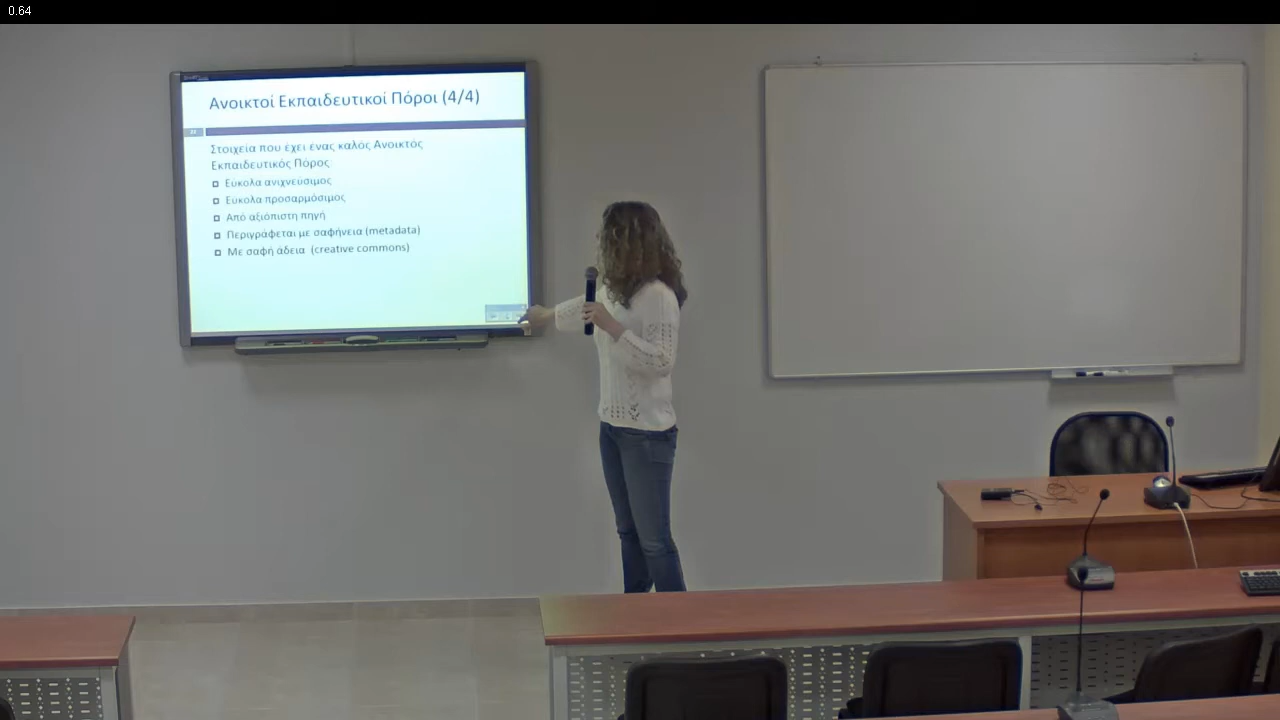 0.64
Ανοικτοί Εκπαιδευτικοί Πόροι (4/4)
Στοιχεία που έχει ένας καλός Ανοικτός
Εκπαιδευτικός Πόρος:
Εύκολα ανιχνεύσιμος
Εύκολα προσαρμόσιμος
Από αξιόπιστη πηγή
Περιγράφεται με σαφήνεια (metadata)
Με σαφή άδεια (creative commons)